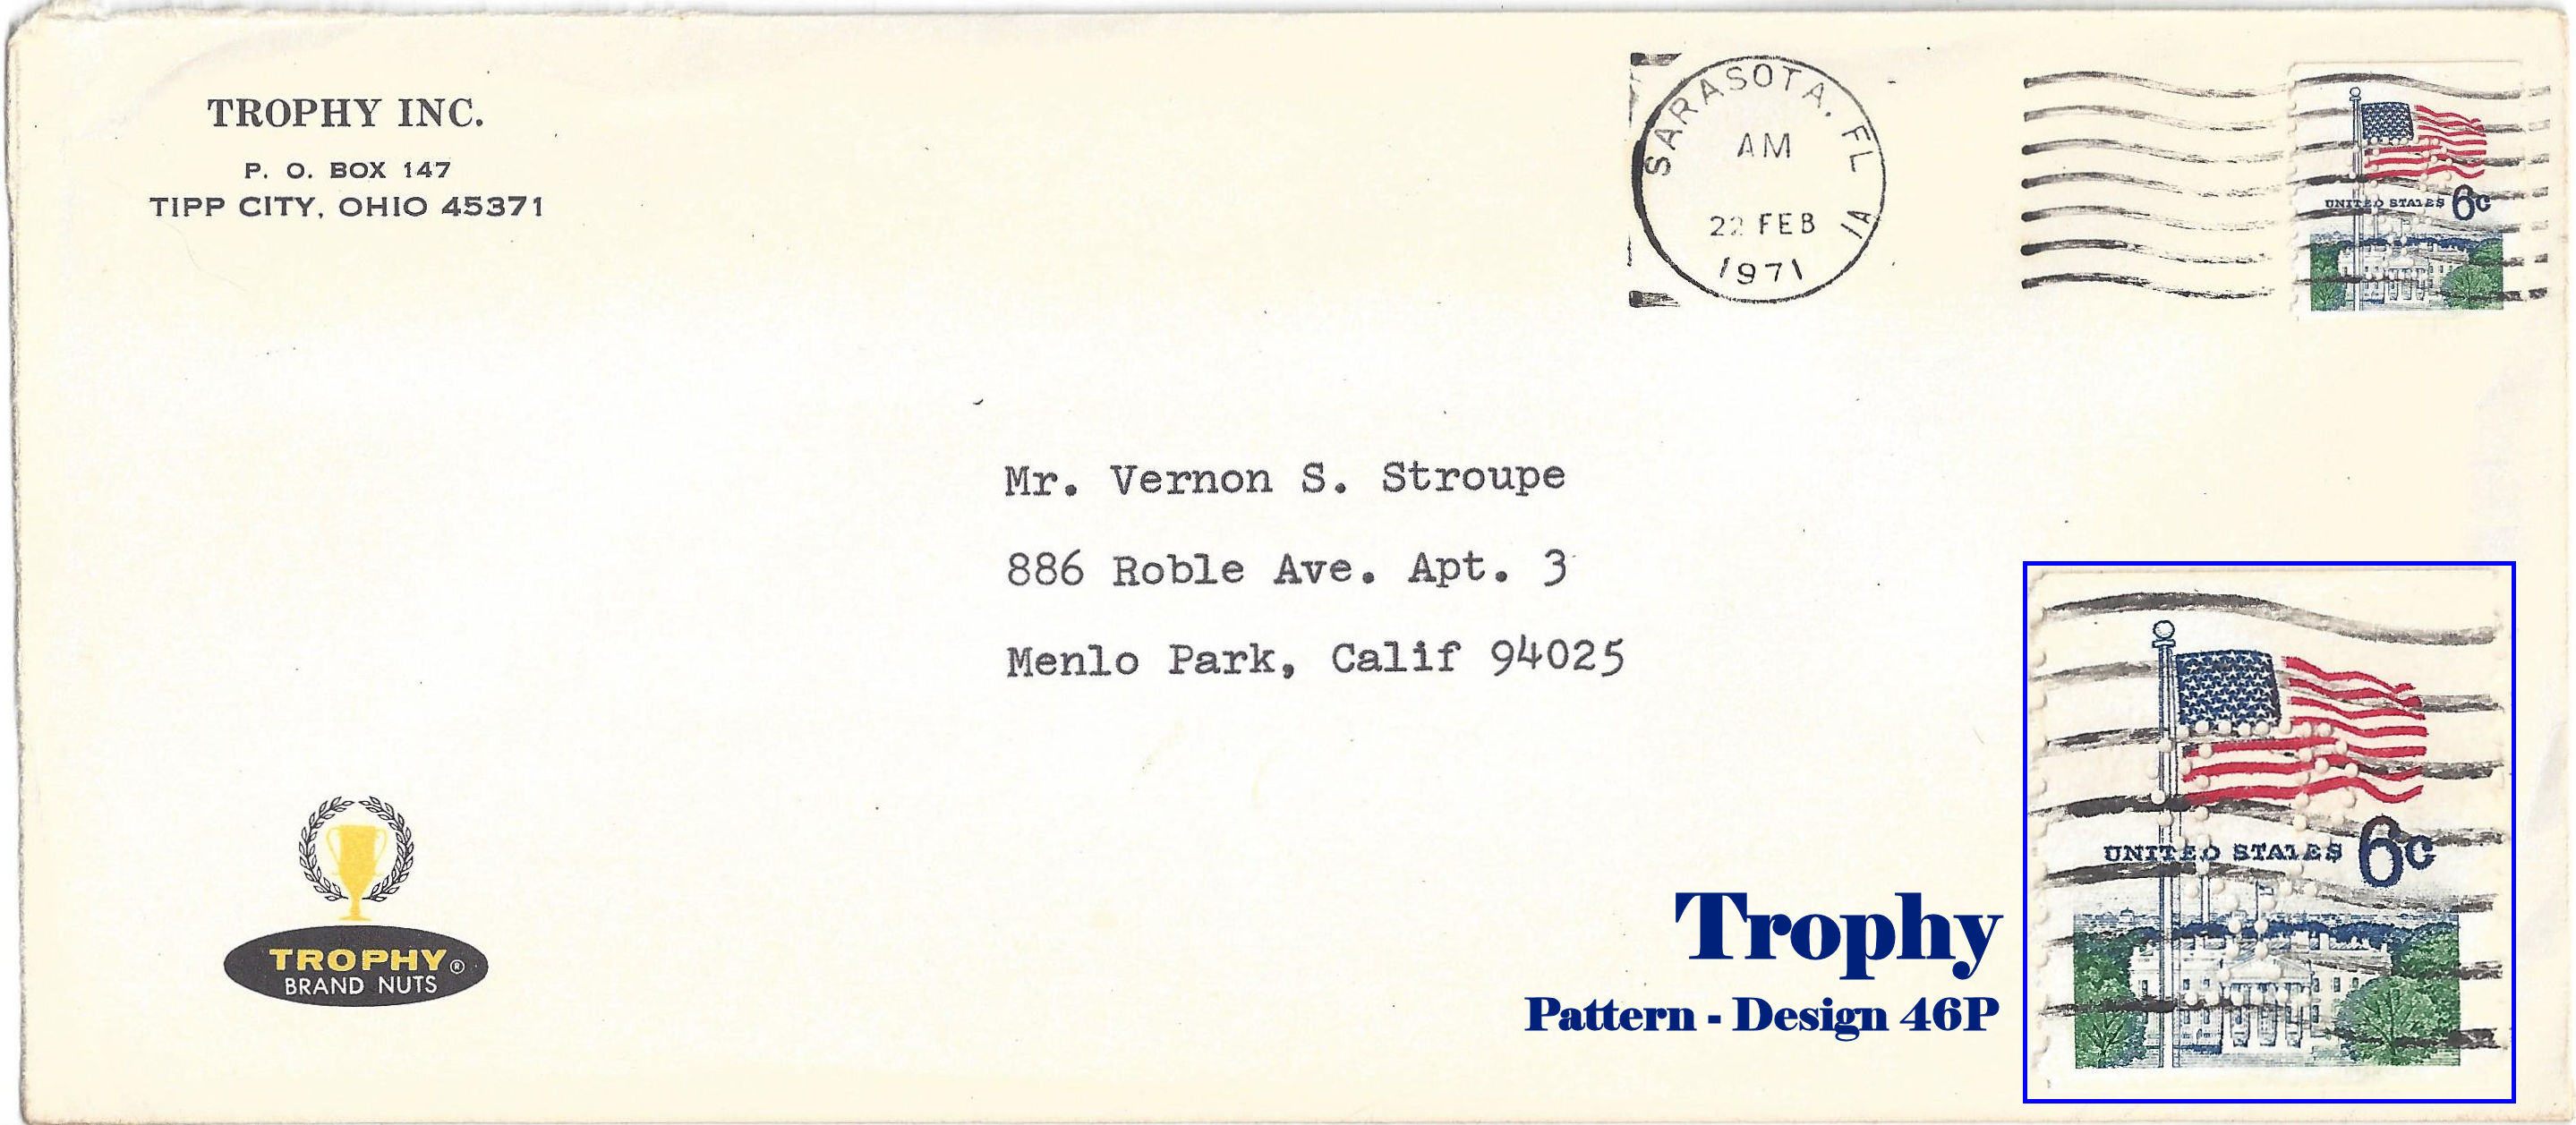 TROPHY INC.
P. O. BOX 147
TIPP CITY, OHIO 45371
SARASOTA, FL
AM
22 FEB
1971
1A
UNITED STATES 6c
Mr. Vernon S. Stroupe
886 Roble Ave. Apt. 3
Menlo Park, Calif 94025
TROPHY ®
BRAND NUTS
Trophy
Pattern - Design 46P
UNITED STATES 6c